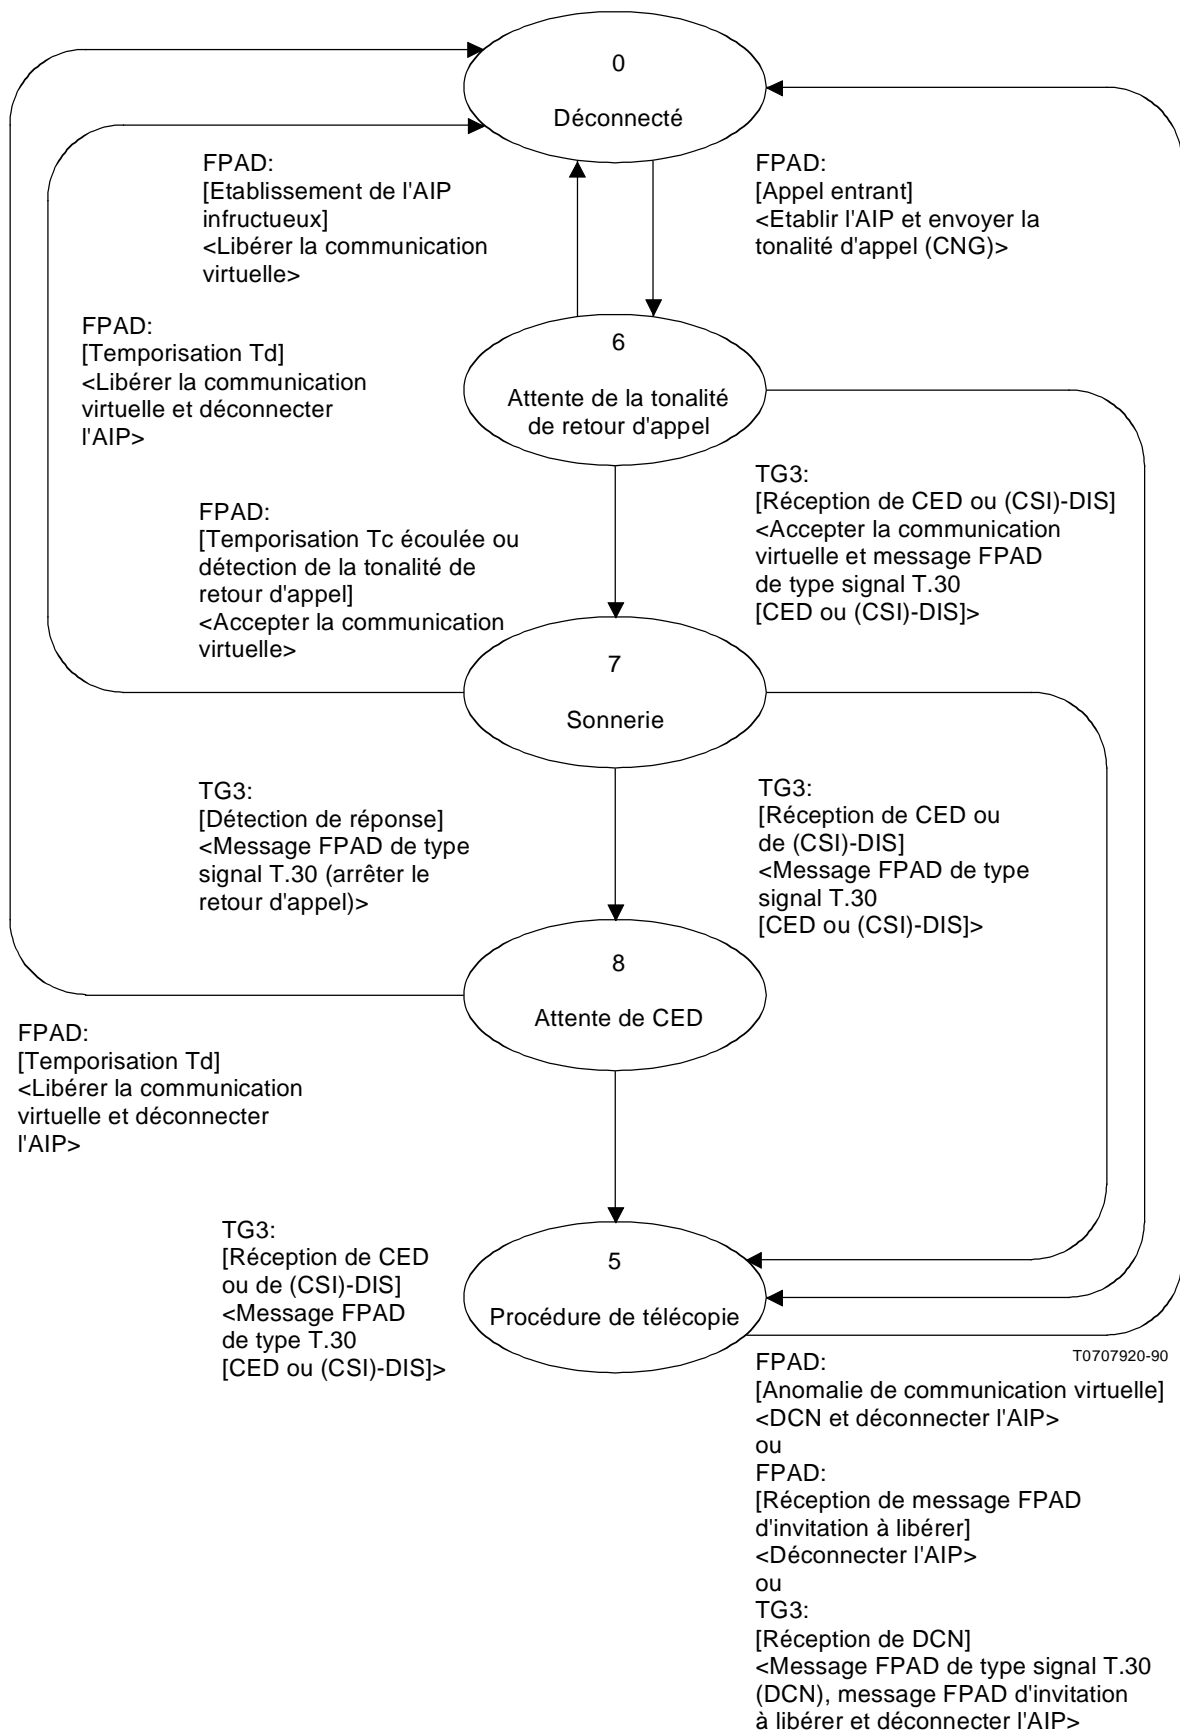 0
Déconnecté
FPAD:
[Etablissement de l'AIP
infructueux]
<Libérer la communication
virtuelle>
FPAD:
[Appel entrant]
<Etablir l'AIP et envoyer la
tonalité d'appel (CNG)>
FPAD:
[Temporisation Td]
<Libérer la communication
virtuelle et déconnecter
l'AIP>
6
Attente de la tonalité
de retour d'appel
FPAD:
[Temporisation Tc écoulée ou
détection de la tonalité de
retour d'appel]
<Accepter la communication
virtuelle>
TG3:
[Réception de CED ou (CSI)-DIS]
<Accepter la communication
virtuelle et message FPAD
de type signal T.30
[CED ou (CSI)-DIS]>
7
Sonnerie
TG3:
[Détection de réponse]
<Message FPAD de type
signal T.30 (arrêter le
retour d'appel)>
TG3:
[Réception de CED ou
de (CSI)-DIS]
<Message FPAD de type
signal T.30
[CED ou (CSI)-DIS]>
8
Attente de CED
FPAD:
[Temporisation Td]
<Libérer la communication
virtuelle et déconnecter
l'AIP>
TG3:
[Réception de CED
ou de (CSI)-DIS]
<Message FPAD
de type T.30
[CED ou (CSI)-DIS]>
5
Procédure de télécopie
T0707920-90
FPAD:
[Anomalie de communication virtuelle]
<DCN et déconnecter l'AIP>
ou
FPAD:
[Réception de message FPAD
d'invitation à libérer]
<Déconnecter l'AIP>
ou
TG3:
[Réception de DCN]
<Message FPAD de type signal T.30
(DCN), message FPAD d'invitation
à libérer et déconnecter l'AIP>